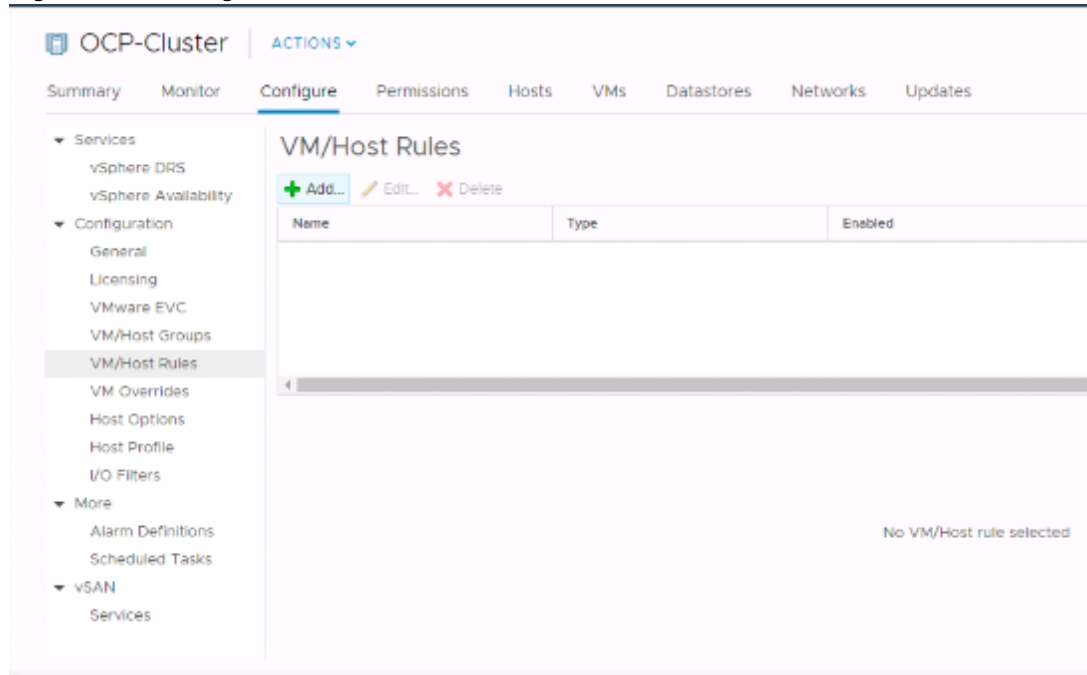 OCP-Cluster ACTIONS
Summary Monitor Configure Permissions Hosts VMs Datastores Networks Updates
Services
vSphere DRS
vSphere Availability
Configuration
General
Licensing
VMware EVC
VM/Host Groups
VM/Host Rules
VM Overrides
Host Options
Host Profile
I/O Filters
More
Alarm Definitions
Scheduled Tasks
vSAN
Services
VM/Host Rules
Add... Edit... Delete
Name Type Enabled
No VM/Host rule selected